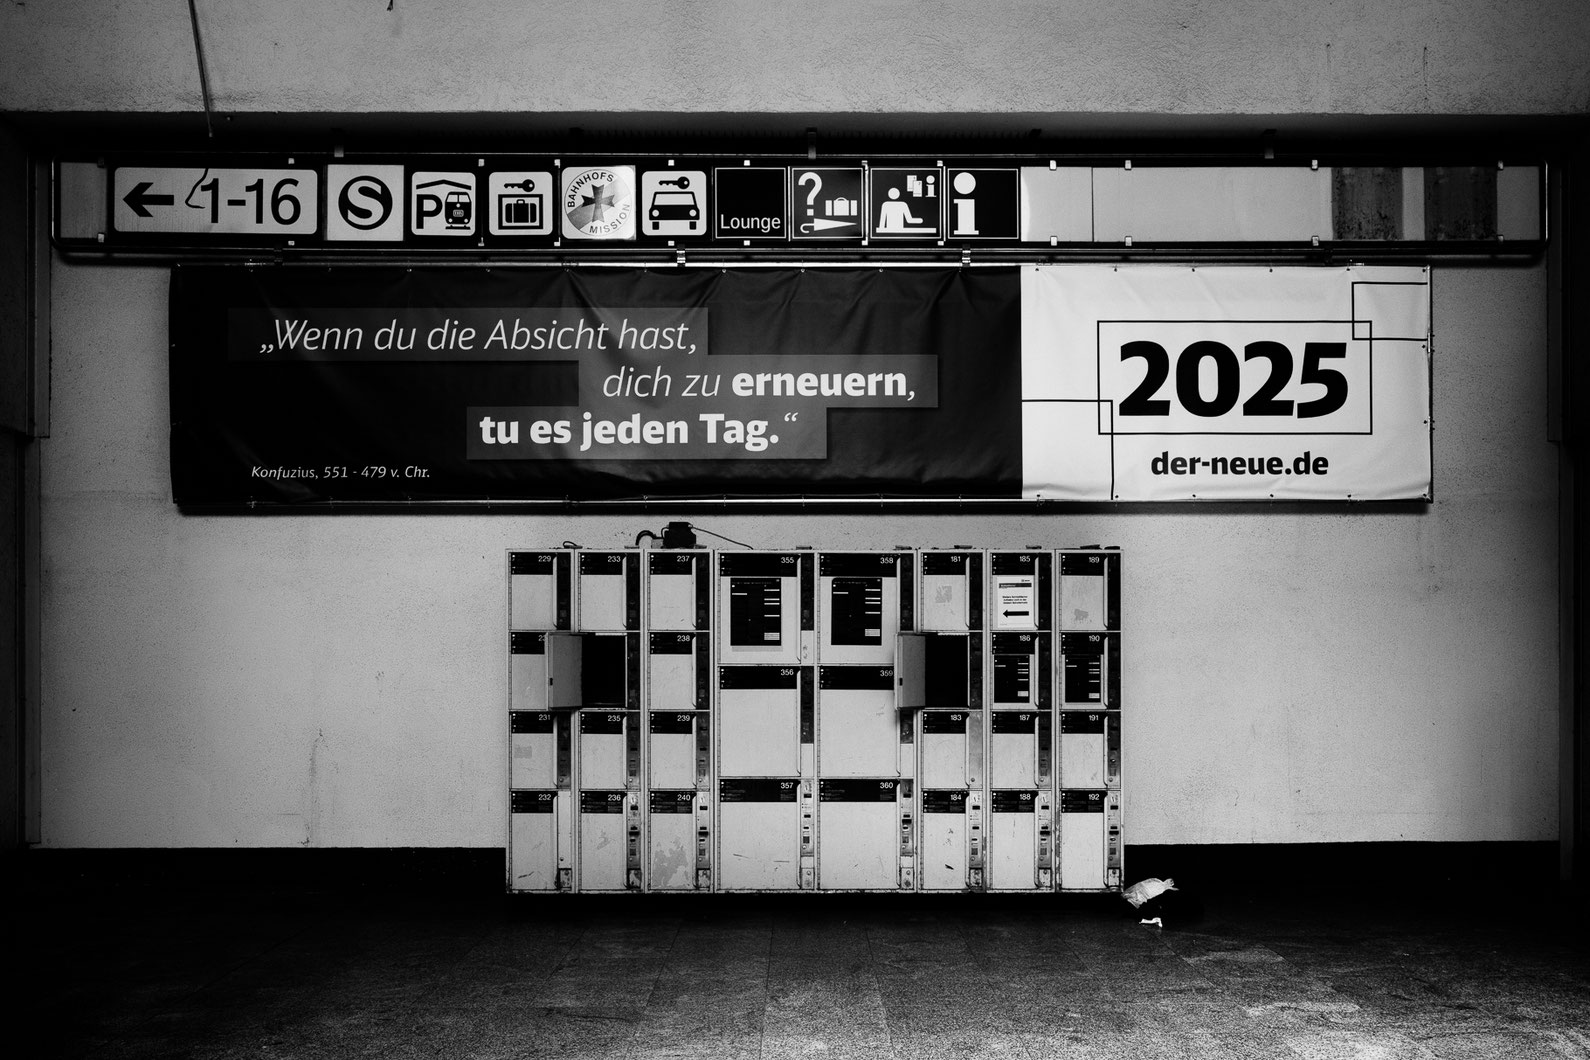 ← 1-16
S
P
BAHNHOFS
MISSION
Lounge
?
i
i
„Wenn du die Absicht hast,
dich zu erneuern,
tu es jeden Tag.“
Konfuzius, 551 - 479 v. Chr.
2025
der-neue.de
229 233 237 355 358 181 185 189
238 186 190
356 359
231 235 239 183 187 191
357 360
232 236 240 184 188 192